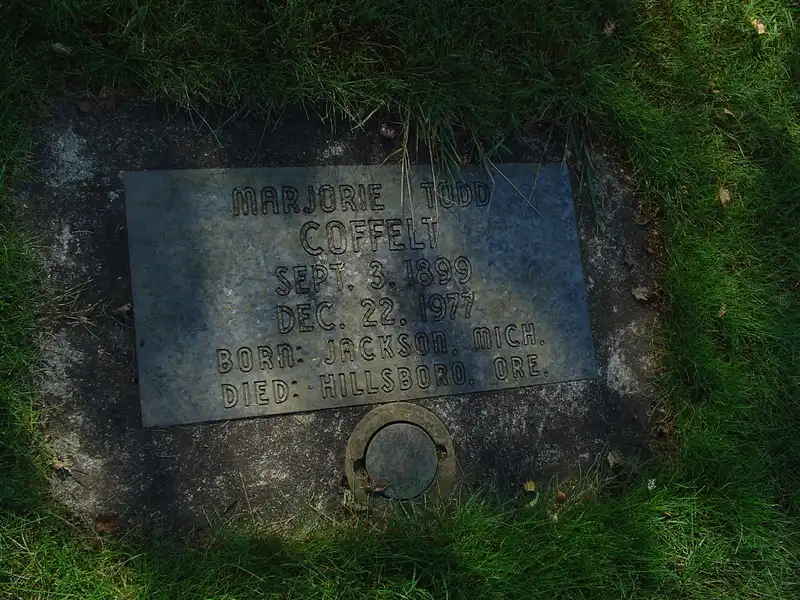 MARJORIE TODD
COFFELT
SEPT. 3, 1899
DEC. 22, 1977
BORN: JACKSON, MICH.
DIED: HILLSBORO, ORE.